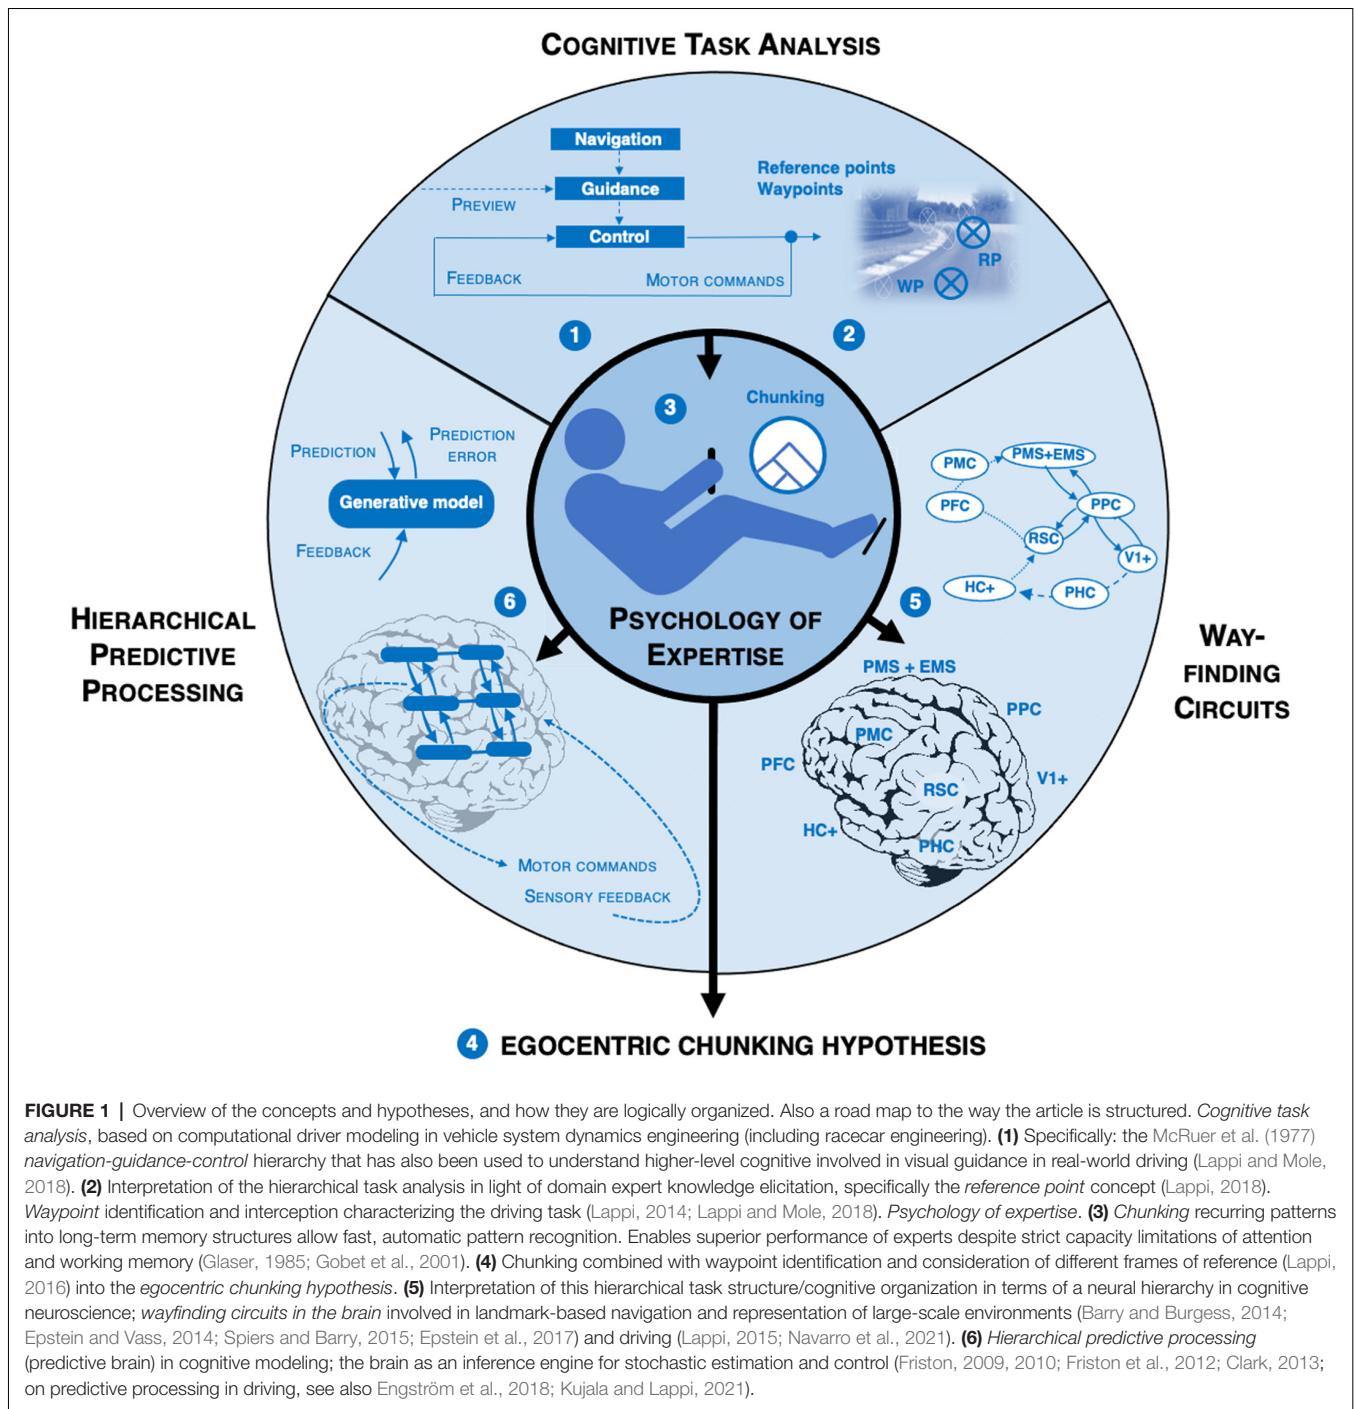 COGNITIVE TASK ANALYSIS
Navigation
Guidance
PREVIEW
Control
FEEDBACK
MOTOR COMMANDS
Reference points
Waypoints
RP
WP
1
2
3
Chunking
PREDICTION
PREDICTION
ERROR
Generative model
FEEDBACK
PMC
PMS+EMS
PFC
PPC
RSC
V1+
HC+
PHC
6
5
PSYCHOLOGY OF
EXPERTISE
HIERARCHICAL
PREDICTIVE
PROCESSING
WAY-
FINDING
CIRCUITS
PMS + EMS
PPC
PMC
PFC
V1+
RSC
HC+
PHC
MOTOR COMMANDS
SENSORY FEEDBACK
4 EGOCENTRIC CHUNKING HYPOTHESIS
FIGURE 1 | Overview of the concepts and hypotheses, and how they are logically organized. Also a road map to the way the article is structured. Cognitive task
analysis, based on computational driver modeling in vehicle system dynamics engineering (including racecar engineering). (1) Specifically: the McRuer et al. (1977)
navigation-guidance-control hierarchy that has also been used to understand higher-level cognitive involved in visual guidance in real-world driving (Lappi and Mole,
2018). (2) Interpretation of the hierarchical task analysis in light of domain expert knowledge elicitation, specifically the reference point concept (Lappi, 2018).
Waypoint identification and interception characterizing the driving task (Lappi, 2014; Lappi and Mole, 2018). Psychology of expertise. (3) Chunking recurring patterns
into long-term memory structures allow fast, automatic pattern recognition. Enables superior performance of experts despite strict capacity limitations of attention
and working memory (Glaser, 1985; Gobet et al., 2001). (4) Chunking combined with waypoint identification and consideration of different frames of reference (Lappi,
2016) into the egocentric chunking hypothesis. (5) Interpretation of this hierarchical task structure/cognitive organization in terms of a neural hierarchy in cognitive
neuroscience; wayfinding circuits in the brain involved in landmark-based navigation and representation of large-scale environments (Barry and Burgess, 2014;
Epstein and Vass, 2014; Spiers and Barry, 2015; Epstein et al., 2017) and driving (Lappi, 2015; Navarro et al., 2021). (6) Hierarchical predictive processing
(predictive brain) in cognitive modeling; the brain as an inference engine for stochastic estimation and control (Friston, 2009, 2010; Friston et al., 2012; Clark, 2013;
on predictive processing in driving, see also Engström et al., 2018; Kujala and Lappi, 2021).